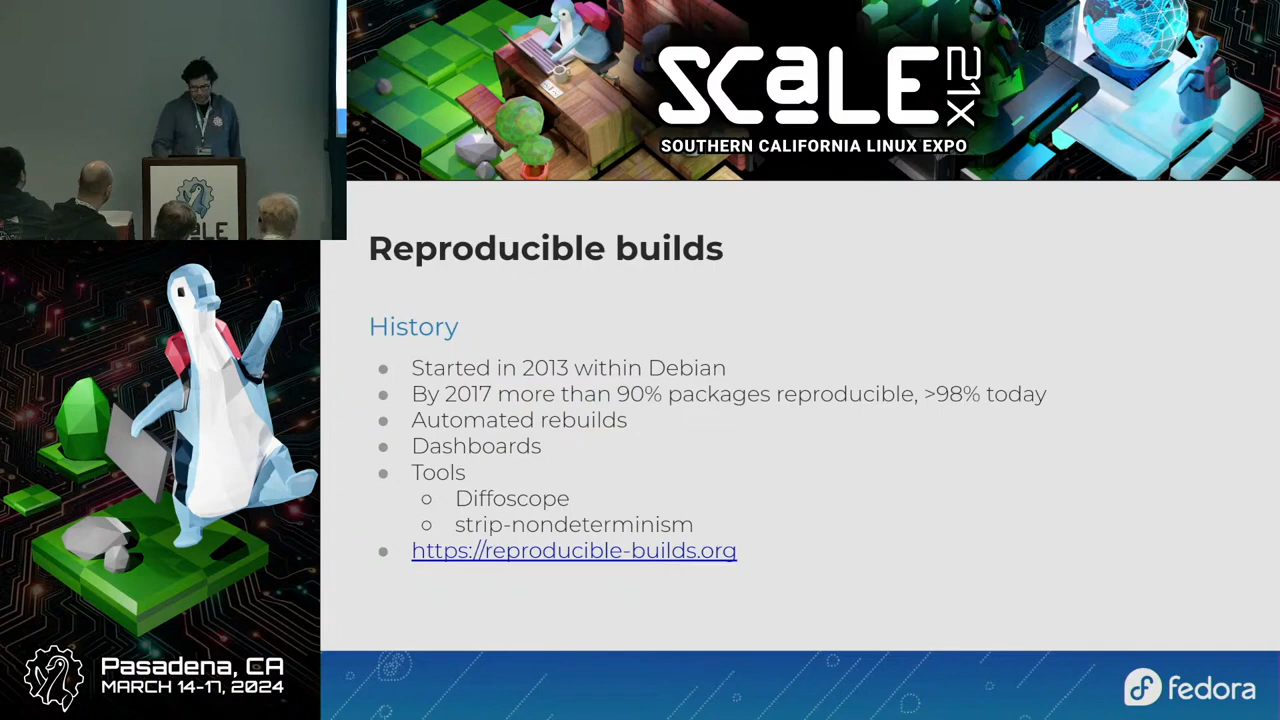 SCaLE 21X
SOUTHERN CALIFORNIA LINUX EXPO
SCaLE
Reproducible builds
History
Started in 2013 within Debian
By 2017 more than 90% packages reproducible, >98% today
Automated rebuilds
Dashboards
Tools
Diffoscope
strip-nondeterminism
https://reproducible-builds.org
Pasadena, CA
MARCH 14-17, 2024
fedora